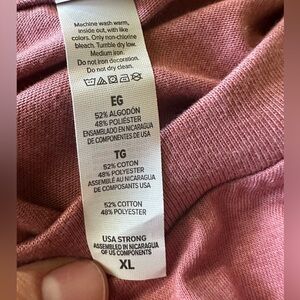 Machine wash warm,
inside out, with like
colors. Only non-chlorine
bleach. Tumble dry low.
Medium iron.
Do not iron decoration.
Do not dry clean.
EG
52% ALGODÓN
48% POLIÉSTER
ENSAMBLADO EN NICARAGUA
DE COMPONENTES DE USA
TG
52% COTON
48% POLYESTER
ASSEMBLÉ AU NICARAGUA
DE COMPOSANTS USA
52% COTTON
48% POLYESTER
USA STRONG
ASSEMBLED IN NICARAGUA
OF US COMPONENTS
XL